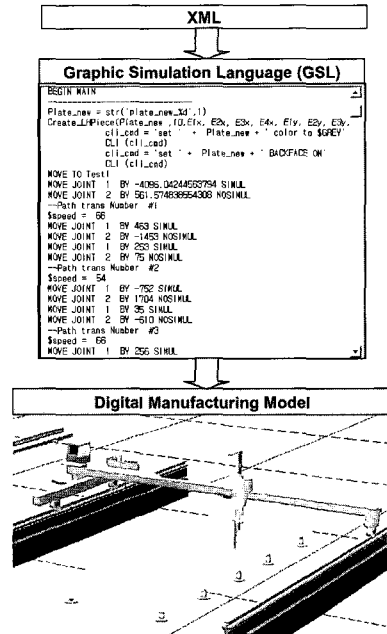 XML
Graphic Simulation Language (GSL)
BEGIN MAIN
Plate_new = str('plate_new_%d',1)
Create_LHPiece(Plate_new ,f0,E1x, E2x, E3x, E4x, E1y, E2y, E3y,
cli_cmd = 'set ' + Plate_new + ' color to $GREY'
CLI (cli_cmd)
cli_cmd = 'set ' + Plate_new + ' BACKFACE ON'
CLI (cli_cmd)
MOVE TO Test1
MOVE JOINT 1 BY -4096.04244563794 SIMUL
MOVE JOINT 2 BY 561.574838554308 NOSIMUL
--Path trans Number #1
$speed = 66
MOVE JOINT 1 BY 463 SIMUL
MOVE JOINT 2 BY -1453 NOSIMUL
MOVE JOINT 1 BY 253 SIMUL
MOVE JOINT 2 BY 75 NOSIMUL
--Path trans Number #2
$speed = 54
MOVE JOINT 1 BY -752 SIMUL
MOVE JOINT 2 BY 1704 NOSIMUL
MOVE JOINT 1 BY 35 SIMUL
MOVE JOINT 2 BY -610 NOSIMUL
--Path trans Number #3
$speed = 66
MOVE JOINT 1 BY 256 SIMUL
Digital Manufacturing Model